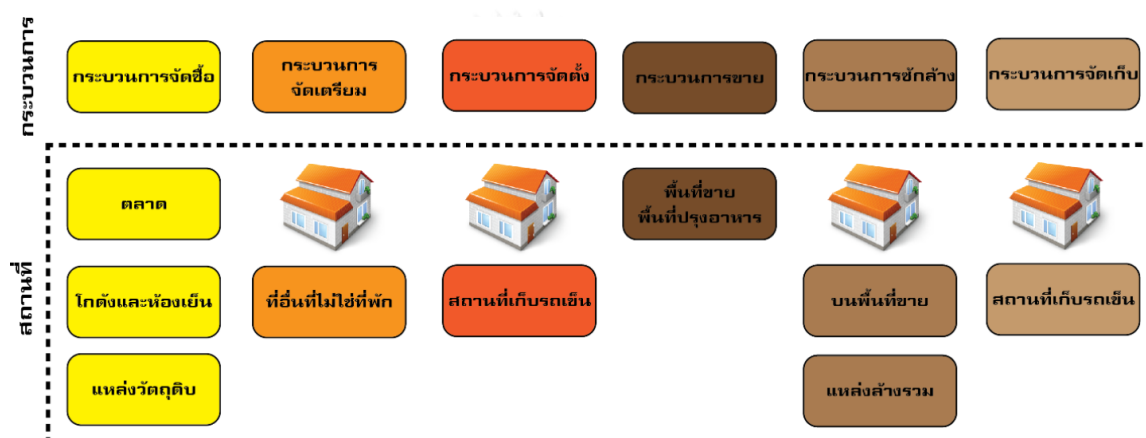 กระบวนการ
กระบวนการจัดซื้อ
กระบวนการ
จัดเตรียม
กระบวนการจัดตั้ง
กระบวนการขาย
กระบวนการซักล้าง
กระบวนการจัดเก็บ
สถานที่
ตลาด
พื้นที่ขาย
พื้นที่ปรุงอาหาร
โกดังและห้องเย็น
ที่อื่นที่ไม่ใช่ที่พัก
สถานที่เก็บรถเข็น
บนพื้นที่ขาย
สถานที่เก็บรถเข็น
แหล่งวัตถุดิบ
แหล่งล้างรวม